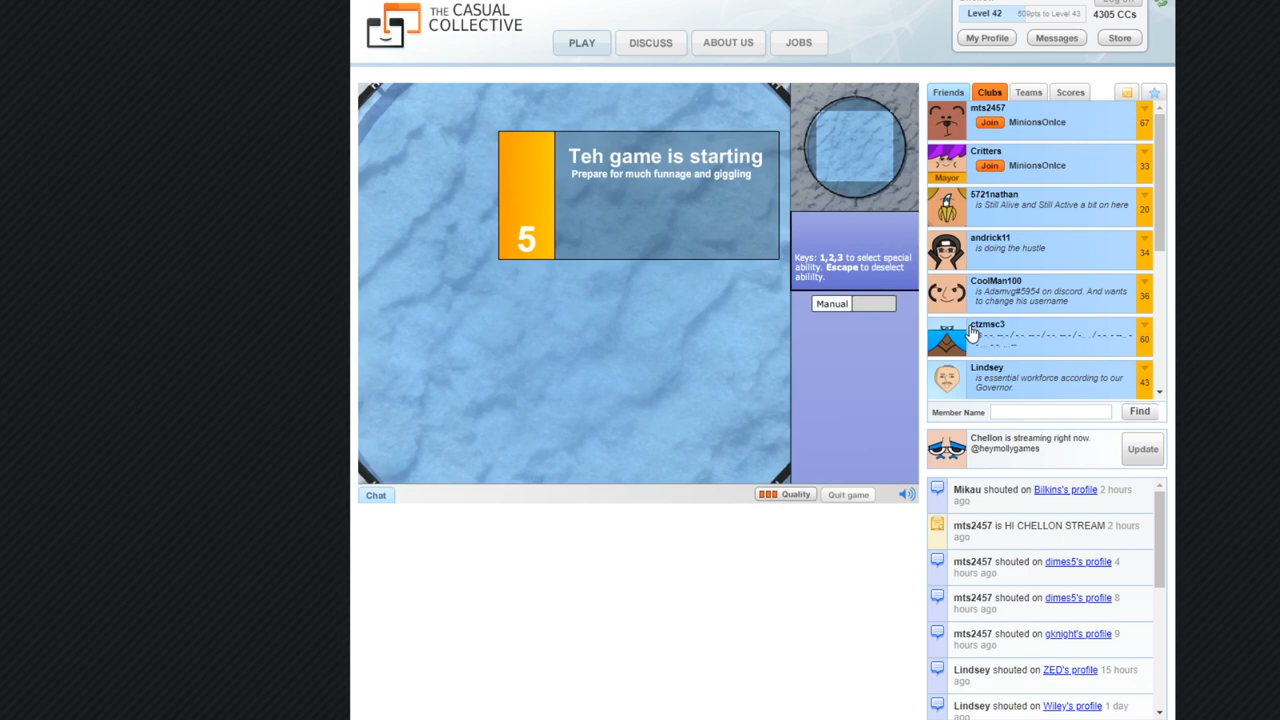 THE CASUAL
COLLECTIVE
PLAY
DISCUSS
ABOUT US
JOBS
Level 42
509pts to Level 43
4305 CCs
My Profile
Messages
Store
Teh game is starting
Prepare for much funnage and giggling
5
Keys: 1,2,3 to select special
ability. Escape to deselect
abililty.
Manual
Chat
Quality
Quit game
Friends
Clubs
Teams
Scores
mts2457
Join MinionsOnIce
67
Critters
Join MinionsOnIce
Mayor
33
5721nathan
is Still Alive and Still Active a bit on here
20
andrick11
is doing the hustle
34
CoolMan100
is Adamvg#5954 on discord. And wants
to change his username
36
ctzmsc3
60
Lindsey
is essential workforce according to our
Governor.
43
Member Name
Find
Chellon is streaming right now.
@heymollygames
Update
Mikau shouted on Bilkins's profile 2 hours
ago
mts2457 is HI CHELLON STREAM 2 hours
ago
mts2457 shouted on dimes5's profile 4
hours ago
mts2457 shouted on dimes5's profile 8
hours ago
mts2457 shouted on gknight's profile 9
hours ago
Lindsey shouted on ZED's profile 15 hours
ago
Lindsey shouted on Wiley's profile 1 day
ago